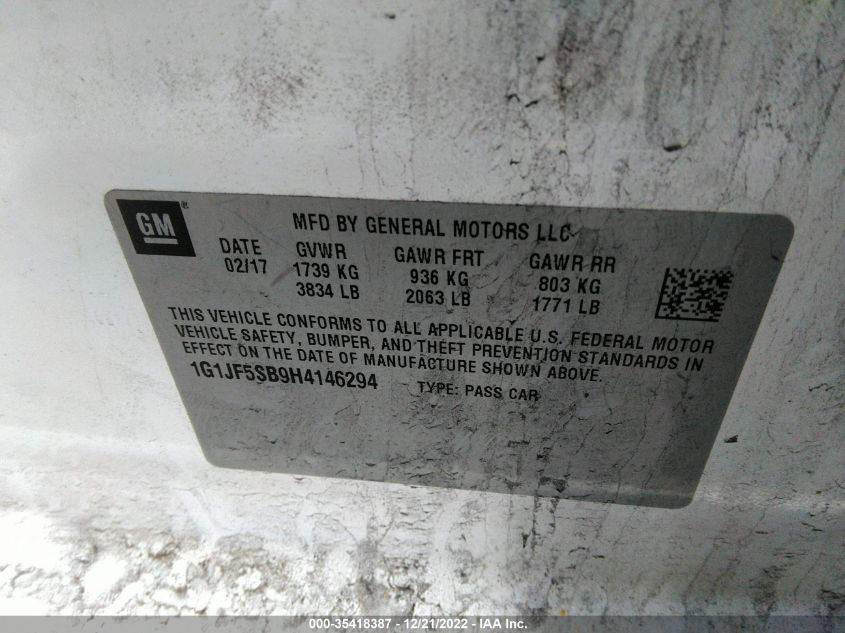 GM®
MFD BY GENERAL MOTORS LLC
DATE GVWR GAWR FRT GAWR RR
02/17 1739 KG 936 KG 803 KG
3834 LB 2063 LB 1771 LB
THIS VEHICLE CONFORMS TO ALL APPLICABLE U.S. FEDERAL MOTOR
VEHICLE SAFETY, BUMPER, AND THEFT PREVENTION STANDARDS IN
EFFECT ON THE DATE OF MANUFACTURE SHOWN ABOVE.
1G1JF5SB9H4146294 TYPE: PASS CAR
000-35418387 - 12/21/2022 - IAA Inc.